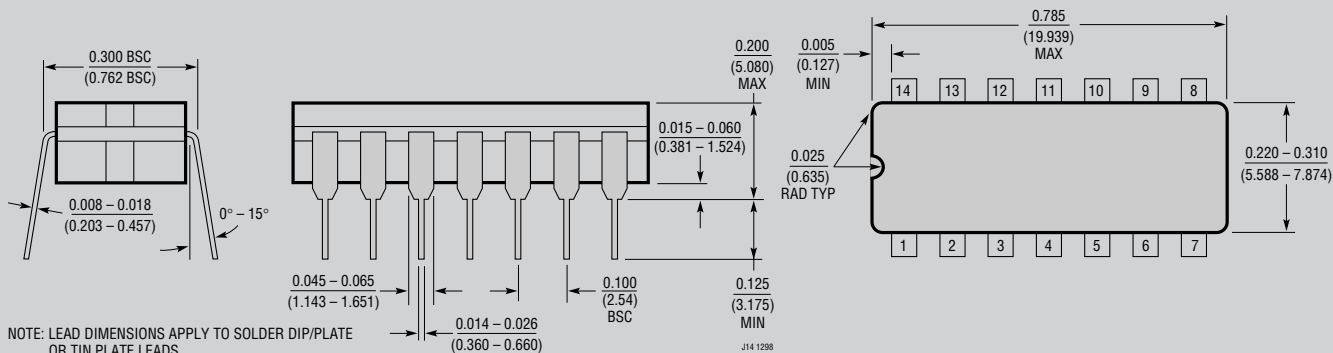 0.300 BSC
(0.762 BSC)
0.008 – 0.018
(0.203 – 0.457)
0° – 15°
0.200
(5.080)
MAX
0.015 – 0.060
(0.381 – 1.524)
0.045 – 0.065
(1.143 – 1.651)
0.100
(2.54)
BSC
0.014 – 0.026
(0.360 – 0.660)
0.125
(3.175)
MIN
0.785
(19.939)
MAX
0.005
(0.127)
MIN
14 13 12 11 10 9 8
0.025
(0.635)
RAD TYP
0.220 – 0.310
(5.588 – 7.874)
1 2 3 4 5 6 7
NOTE: LEAD DIMENSIONS APPLY TO SOLDER DIP/PLATE
OR TIN PLATE LEADS
J14 1298